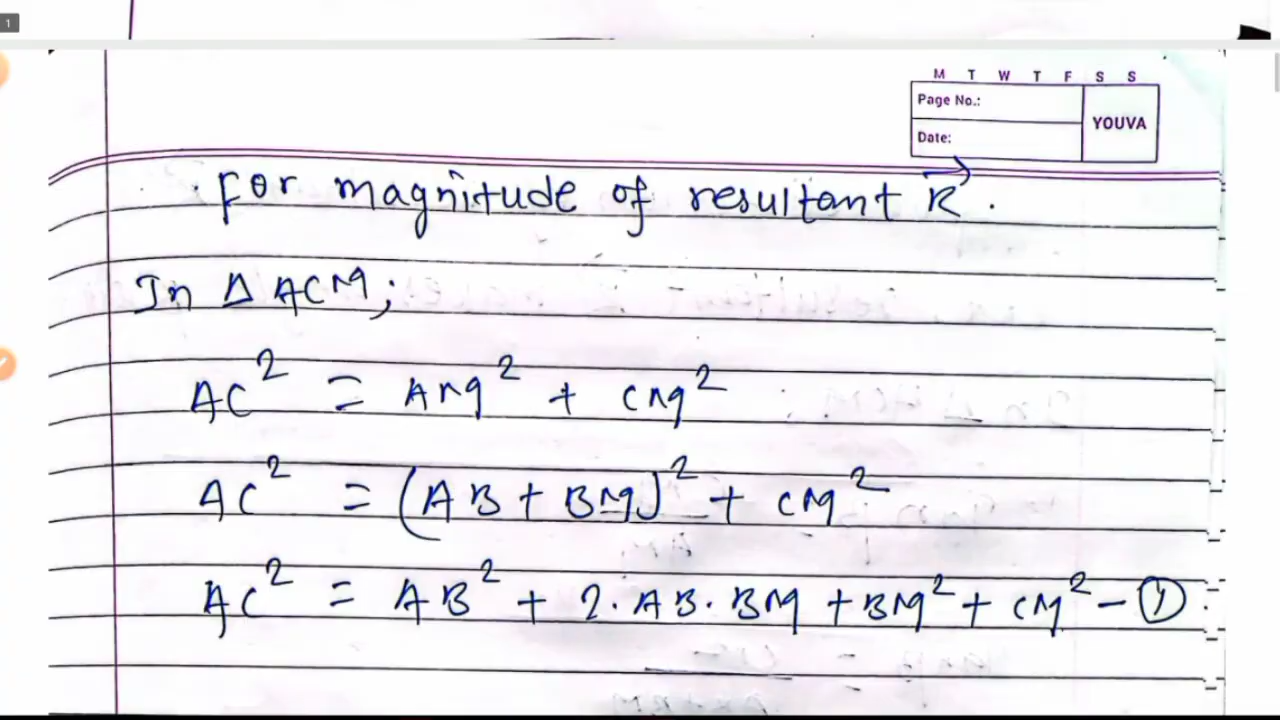 1
M T W T F S S
Page No.:
YOUVA
Date:
For magnitude of resultant R⃗.
In Δ ACM;
AC² = AM² + CM²
AC² = (AB + BM)² + CM²
AC² = AB² + 2·AB·BM + BM² + CM² – ①